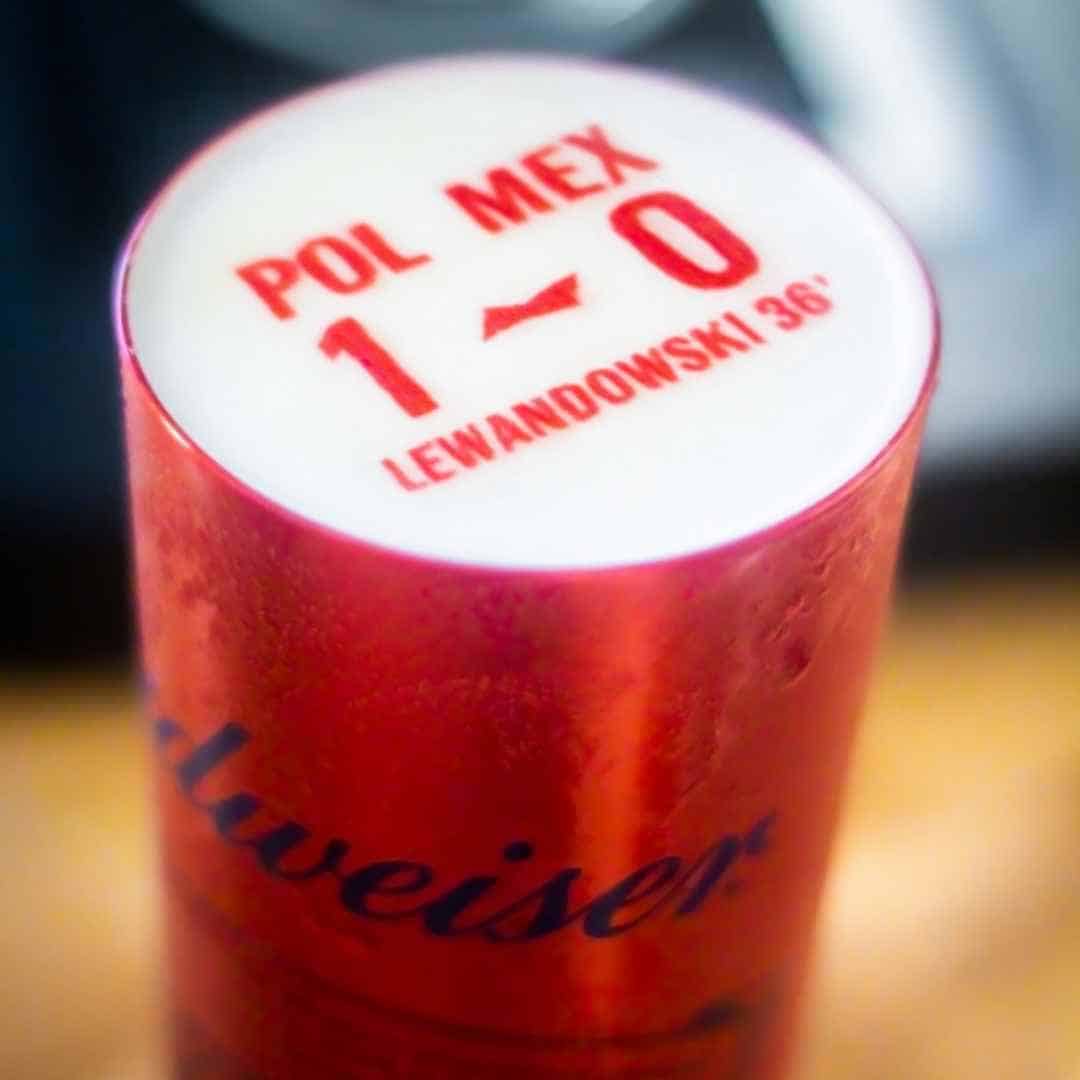 POL MEX
1 0
LEWANDOWSKI 36'
dweiser